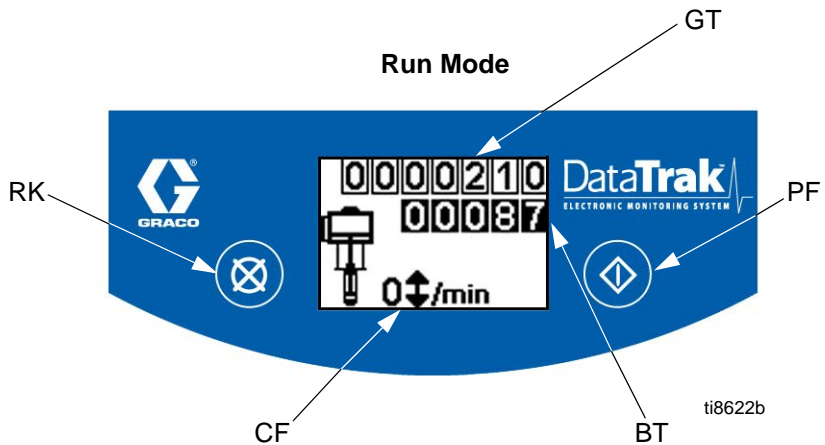 GT
Run Mode
0000210
DataTrak
ELECTRONIC MONITORING SYSTEM
GRACO
®
RK
00087
PF
0/min
ti8622b
CF
BT